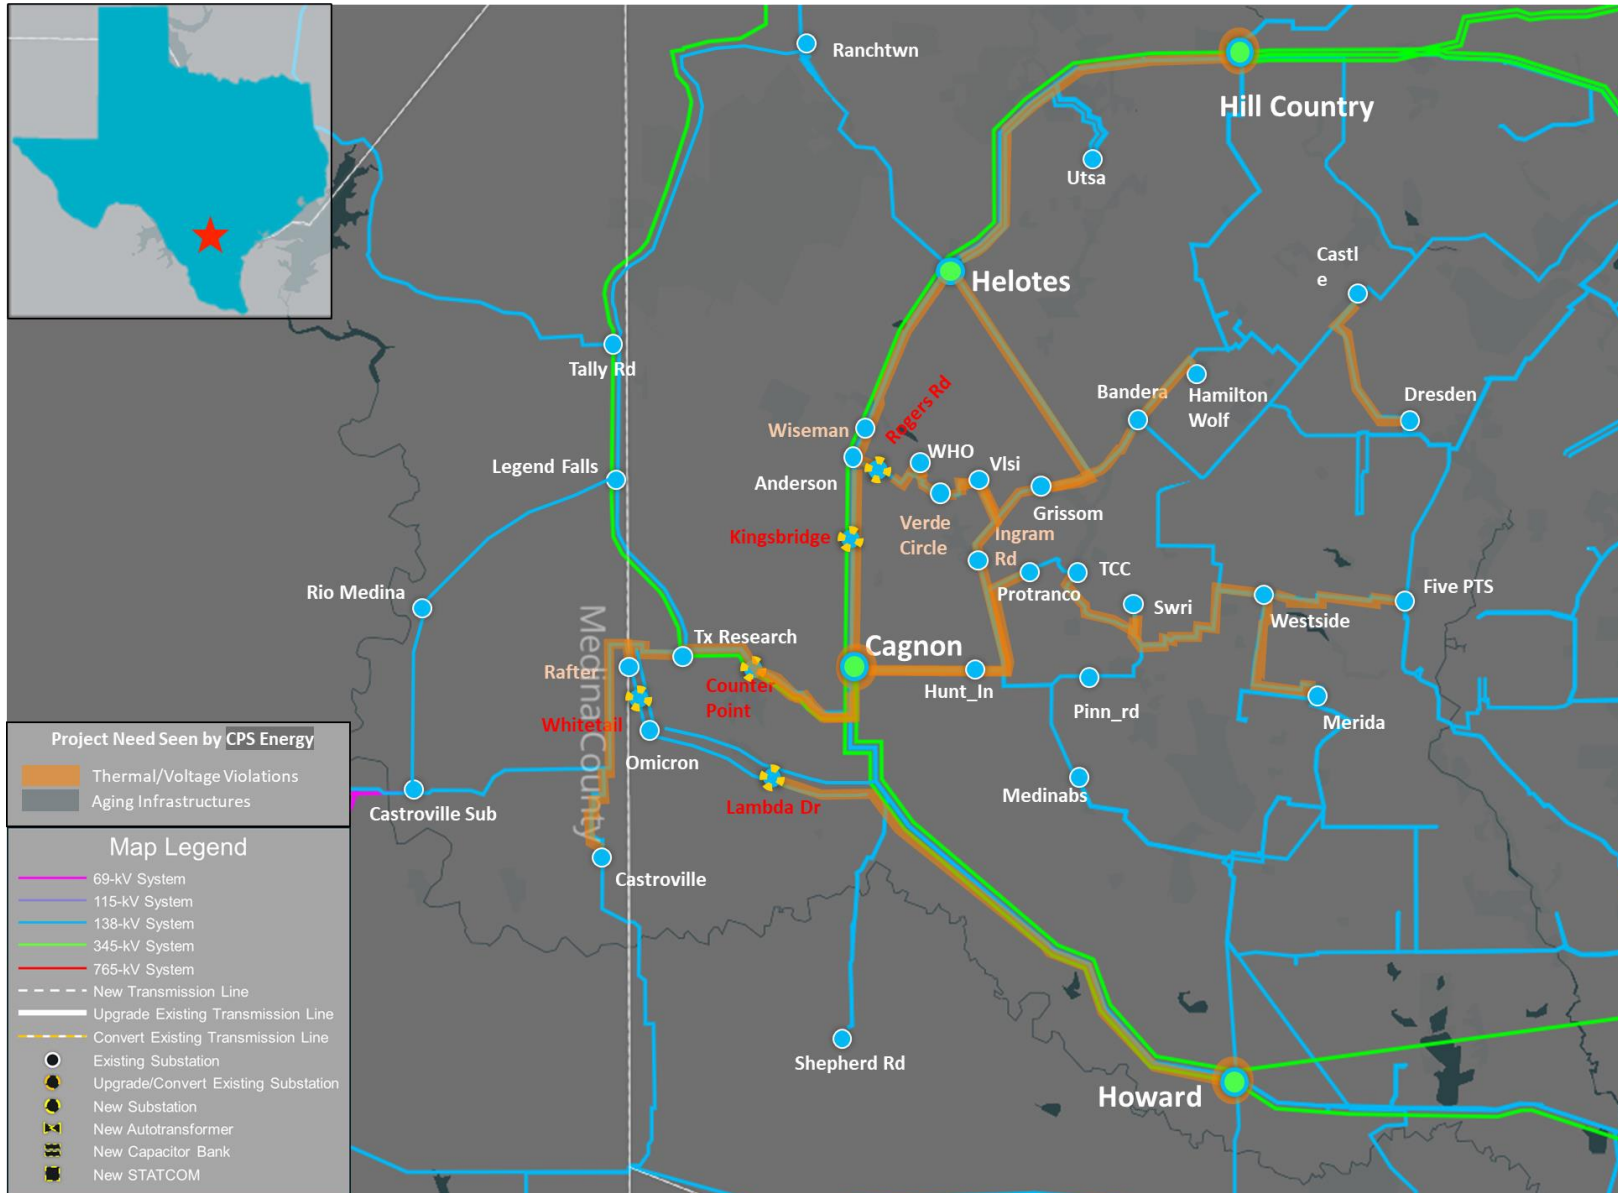 Ranchtwn
Hill Country
Utsa
Helotes
Castl
e
Tally Rd
Bandera
Hamilton
Wolf
Dresden
Rogers Rd
Wiseman
WHO
Vlsi
Legend Falls
Anderson
Grissom
Verde
Circle
Ingram
Rd
Kingsbridge
Rio Medina
Protranco
TCC
Swri
Five PTS
Westside
Medina County
Tx Research
Cagnon
Rafter
Counter
Point
Hunt_In
Pinn_rd
Merida
Whitetail
Omicron
Medinabs
Lambda Dr
Castroville Sub
Castroville
Shepherd Rd
Howard
Project Need Seen by CPS Energy
Thermal/Voltage Violations
Aging Infrastructures
Map Legend
69-kV System
115-kV System
138-kV System
345-kV System
765-kV System
New Transmission Line
Upgrade Existing Transmission Line
Convert Existing Transmission Line
Existing Substation
Upgrade/Convert Existing Substation
New Substation
New Autotransformer
New Capacitor Bank
New STATCOM